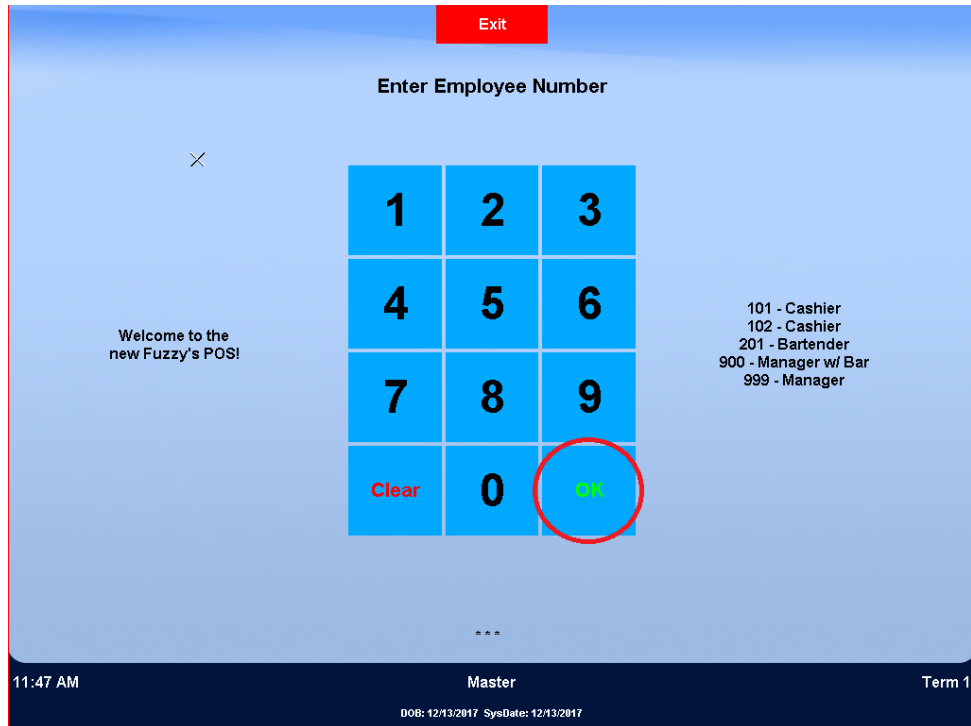 Exit
Enter Employee Number
1 2 3
4 5 6
7 8 9
Clear 0 OK
Welcome to the
new Fuzzy's POS!
101 - Cashier
102 - Cashier
201 - Bartender
900 - Manager w/ Bar
999 - Manager
* * *
11:47 AM Master Term 1
DOB: 12/13/2017 SysDate: 12/13/2017